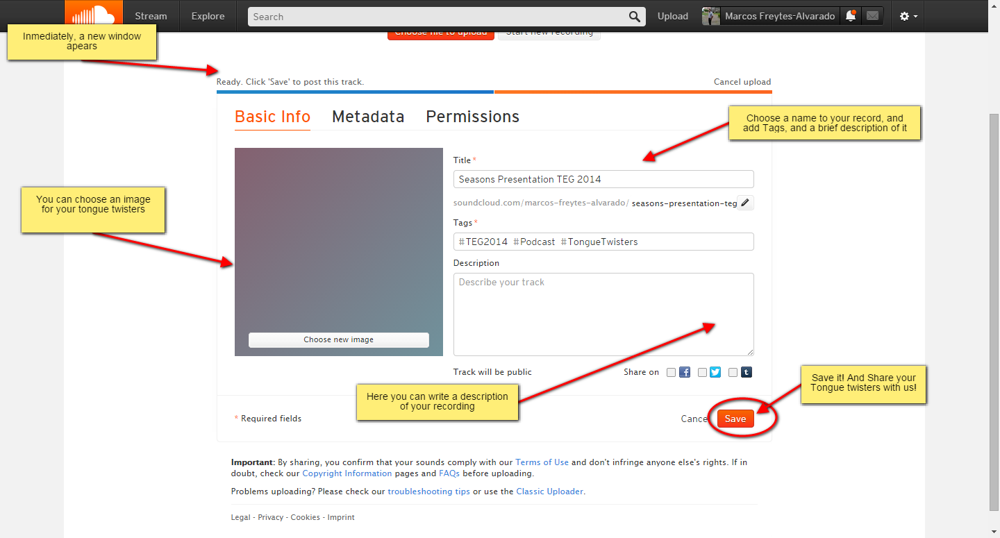 Stream Explore Search Upload Marcos Freytes-Alvarado
Choose file to upload Start new recording
Inmediately, a new window
apears
Ready. Click 'Save' to post this track. Cancel upload
Basic Info Metadata Permissions
Choose a name to your record, and
add Tags, and a brief description of it
Title *
Seasons Presentation TEG 2014
soundcloud.com/marcos-freytes-alvarado/ seasons-presentation-teg
You can choose an image
for your tongue twisters
Tags *
#TEG2014 #Podcast #TongueTwisters
Description
Describe your track
Choose new image
Track will be public Share on
Here you can write a description
of your recording
Save it! And Share your
Tongue twisters with us!
* Required fields Cance Save
Important: By sharing, you confirm that your sounds comply with our Terms of Use and don't infringe anyone else's rights. If in
doubt, check our Copyright Information pages and FAQs before uploading.
Problems uploading? Please check our troubleshooting tips or use the Classic Uploader.
Legal - Privacy - Cookies - Imprint